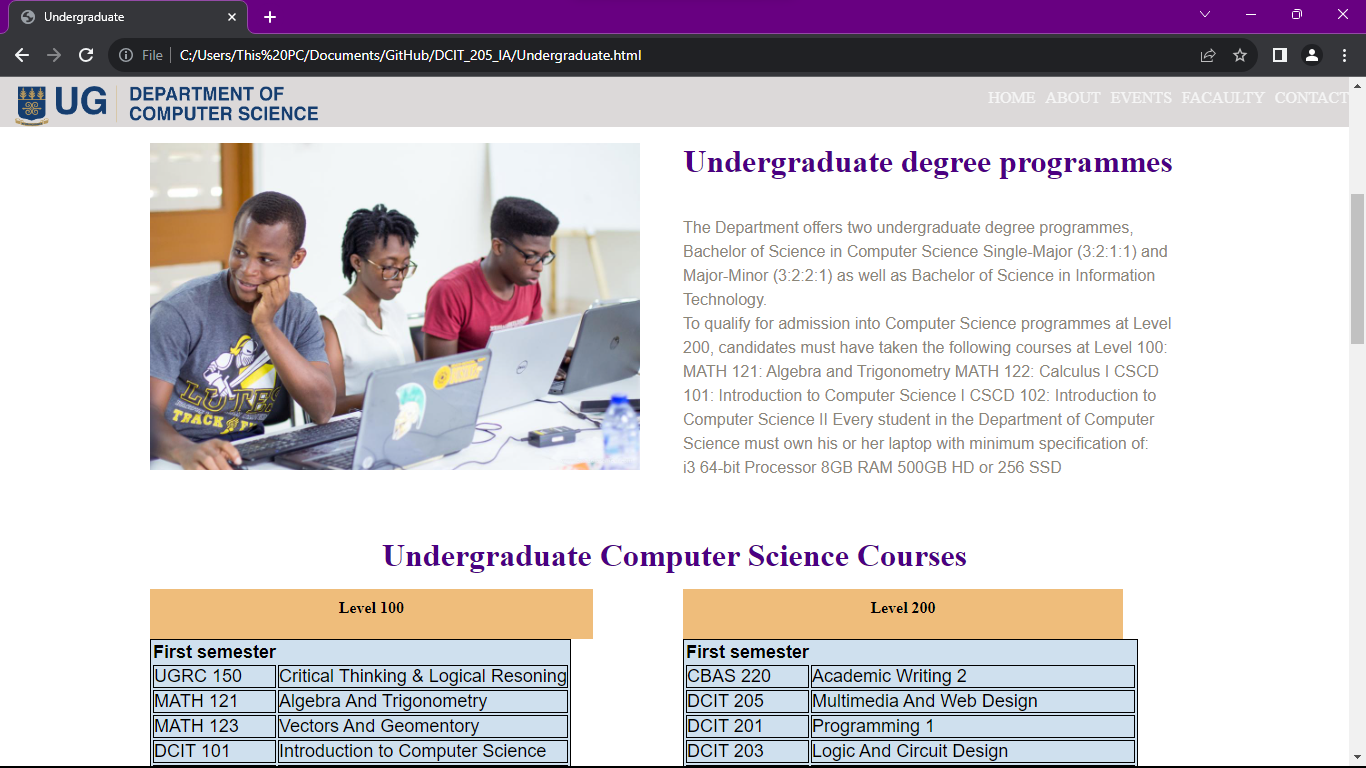 Undergraduate
File
C:/Users/This%20PC/Documents/GitHub/DCIT_205_IA/Undergraduate.html
UG
DEPARTMENT OF
COMPUTER SCIENCE
HOME ABOUT EVENTS FACAULTY CONTACT
LUTE
TRACK
Undergraduate degree programmes
The Department offers two undergraduate degree programmes,
Bachelor of Science in Computer Science Single-Major (3:2:1:1) and
Major-Minor (3:2:2:1) as well as Bachelor of Science in Information
Technology.
To qualify for admission into Computer Science programmes at Level
200, candidates must have taken the following courses at Level 100:
MATH 121: Algebra and Trigonometry MATH 122: Calculus I CSCD
101: Introduction to Computer Science I CSCD 102: Introduction to
Computer Science II Every student in the Department of Computer
Science must own his or her laptop with minimum specification of:
i3 64-bit Processor 8GB RAM 500GB HD or 256 SSD
Undergraduate Computer Science Courses
Level 100
First semester
UGRC 150 Critical Thinking & Logical Resoning
MATH 121 Algebra And Trigonometry
MATH 123 Vectors And Geomentory
DCIT 101 Introduction to Computer Science
Level 200
First semester
CBAS 220 Academic Writing 2
DCIT 205 Multimedia And Web Design
DCIT 201 Programming 1
DCIT 203 Logic And Circuit Design